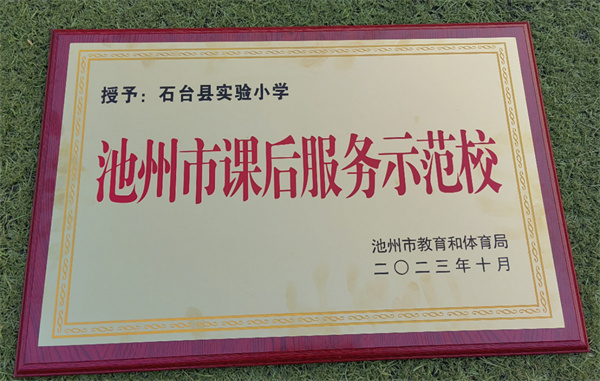 授予：石台县实验小学
池州市课后服务示范校
池州市教育和体育局
二〇二三年十月